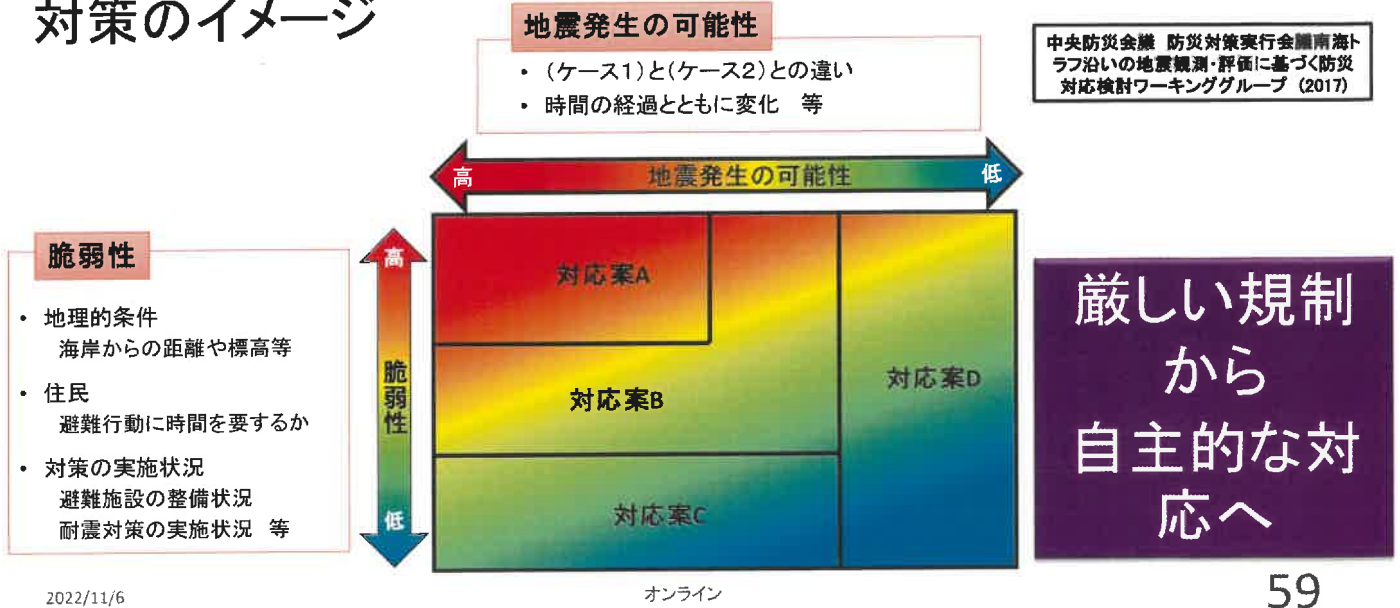 対策のイメージ
地震発生の可能性
・ (ケース1)と(ケース2)との違い
・ 時間の経過とともに変化　等
中央防災会議 防災対策実行会議南海ト
ラフ沿いの地震観測・評価に基づく防災
対応検討ワーキンググループ (2017)
高
地震発生の可能性
低
脆弱性
・ 地理的条件
海岸からの距離や標高等
・ 住民
避難行動に時間を要するか
・ 対策の実施状況
避難施設の整備状況
耐震対策の実施状況　等
高
脆弱性
低
対応案A
対応案B
対応案C
対応案D
厳しい規制
から
自主的な対
応へ
2022/11/6
オンライン
59